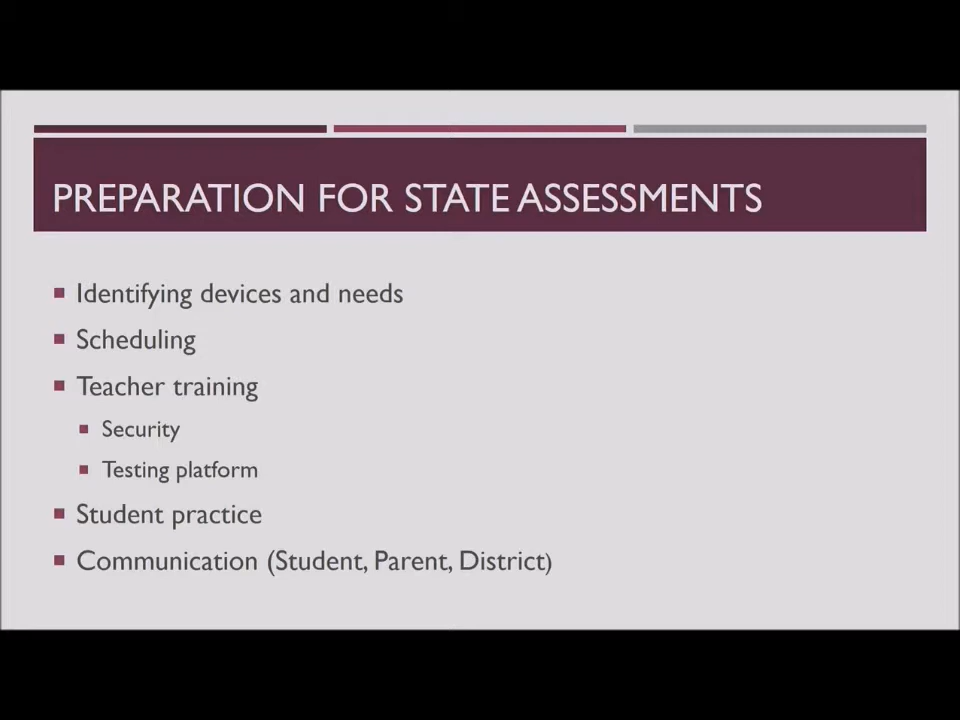 PREPARATION FOR STATE ASSESSMENTS
Identifying devices and needs
Scheduling
Teacher training
Security
Testing platform
Student practice
Communication (Student, Parent, District)